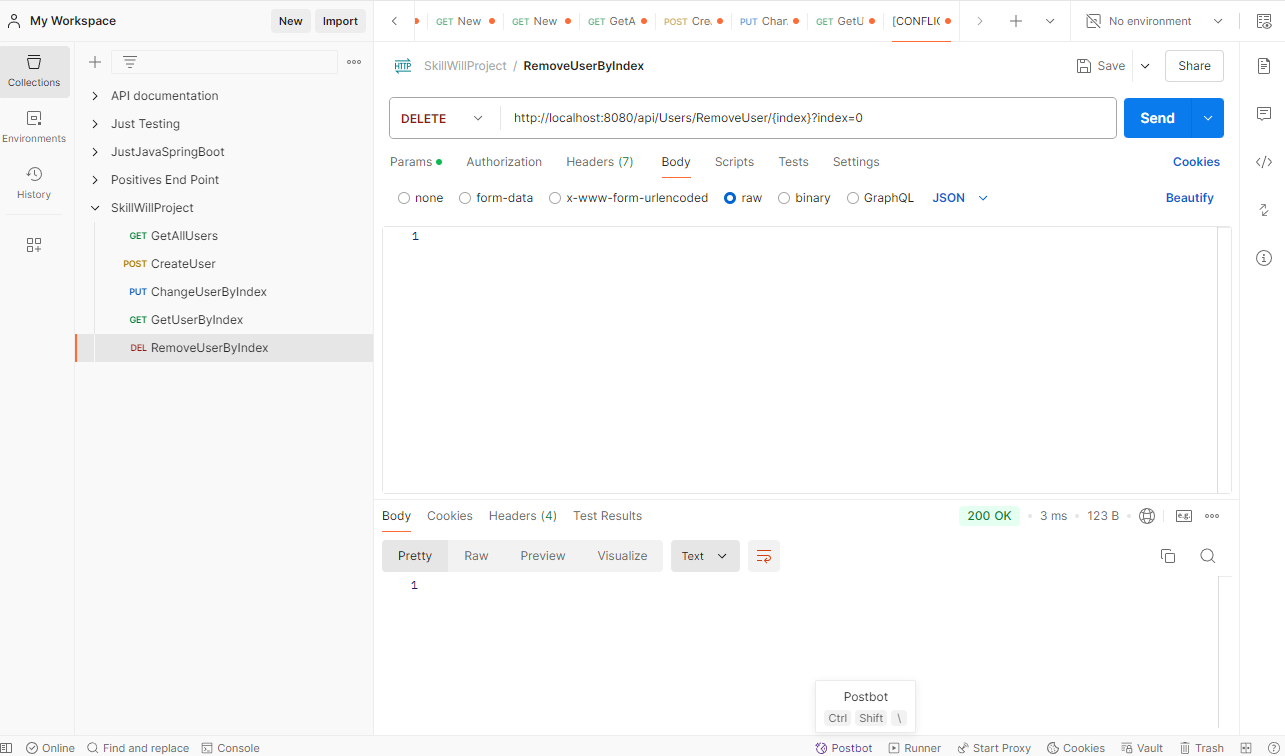 My Workspace New Import
GET New GET New GET GetA POST Cre PUT Chan GET GetU [CONFLIC No environment
Collections
Environments
History
API documentation
Just Testing
JustJavaSpringBoot
Positives End Point
SkillWillProject
GET GetAllUsers
POST CreateUser
PUT ChangeUserByIndex
GET GetUserByIndex
DEL RemoveUserByIndex
HTTP SkillWillProject / RemoveUserByIndex Save Share
DELETE http://localhost:8080/api/Users/RemoveUser/{index}?index=0 Send
Params Authorization Headers (7) Body Scripts Tests Settings Cookies
none form-data x-www-form-urlencoded raw binary GraphQL JSON Beautify
1
Body Cookies Headers (4) Test Results 200 OK 3 ms 123 B e.g.
Pretty Raw Preview Visualize Text
1
Postbot
Ctrl Shift \
Online Find and replace Console Postbot Runner Start Proxy Cookies Vault Trash